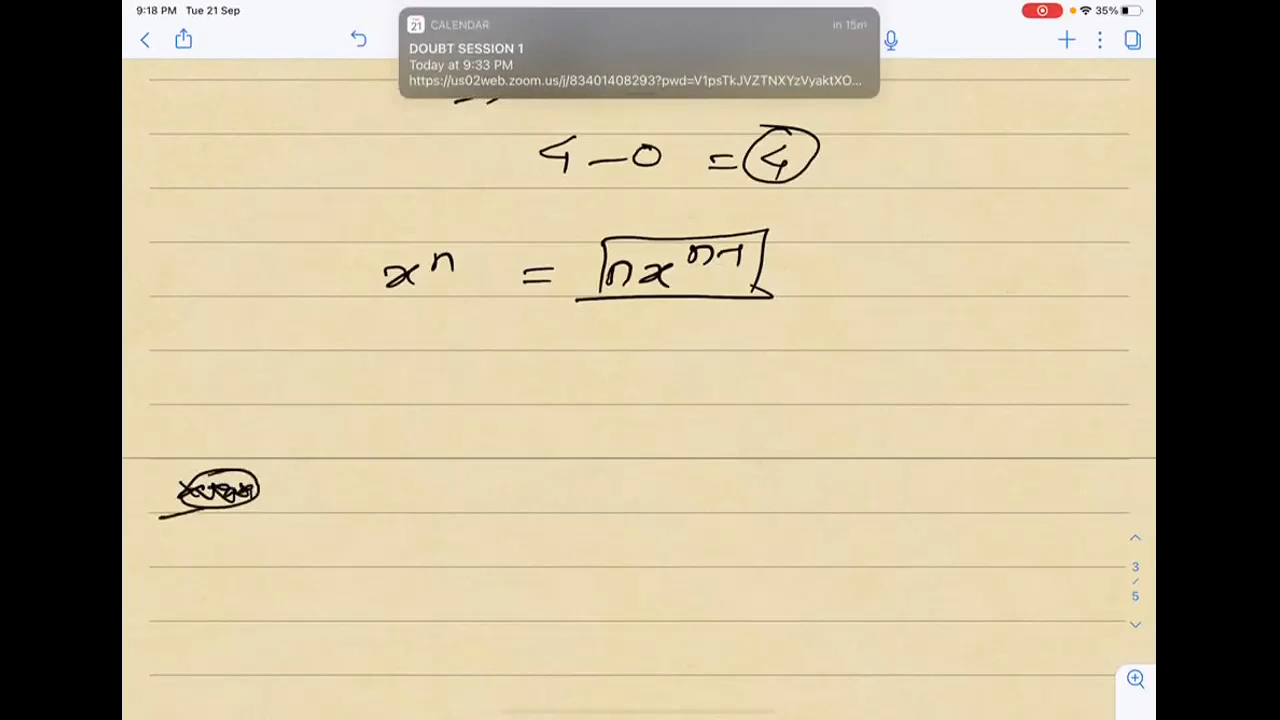 9:18 PM Tue 21 Sep
35%
21 CALENDAR in 15m
DOUBT SESSION 1
Today at 9:33 PM
https://us02web.zoom.us/j/83401408293?pwd=V1psTkJVZTNXYzVyaktXO...
4 - 0 = 4
xⁿ = nxⁿ⁻¹
3
/
5